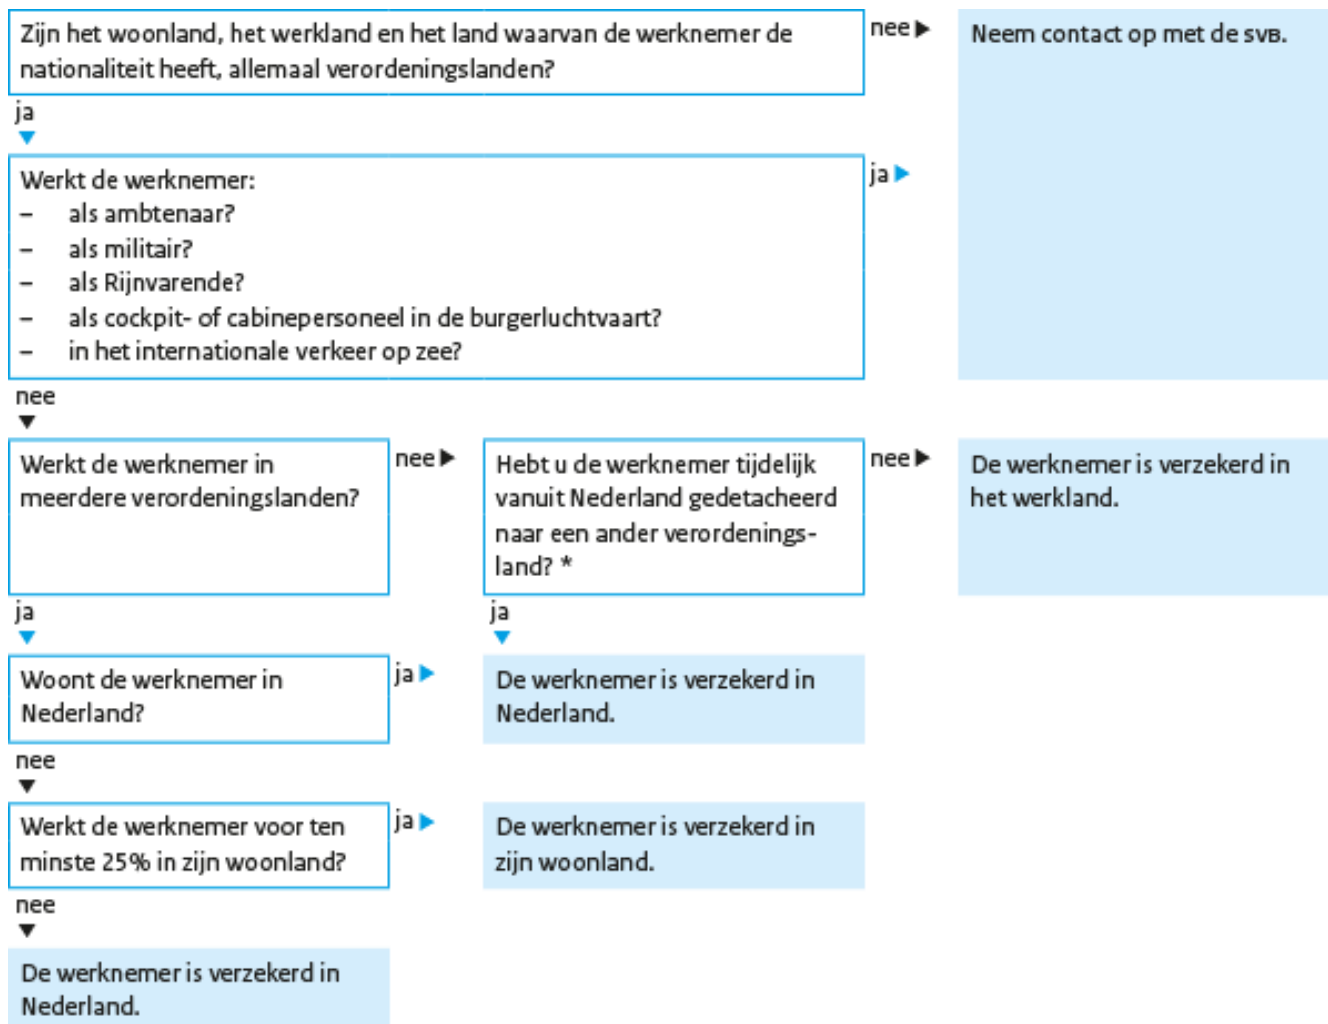 Zijn het woonland, het werkland en het land waarvan de werknemer de
nationaliteit heeft, allemaal verordeningslanden?
nee
Neem contact op met de SVB.
ja
Werkt de werknemer:
– als ambtenaar?
– als militair?
– als Rijnvarende?
– als cockpit- of cabinepersoneel in de burgerluchtvaart?
– in het internationale verkeer op zee?
ja
nee
Werkt de werknemer in
meerdere verordeningslanden?
nee
Hebt u de werknemer tijdelijk
vanuit Nederland gedetacheerd
naar een ander verordenings-
land? *
nee
De werknemer is verzekerd in
het werkland.
ja
ja
Woont de werknemer in
Nederland?
ja
De werknemer is verzekerd in
Nederland.
nee
Werkt de werknemer voor ten
minste 25% in zijn woonland?
ja
De werknemer is verzekerd in
zijn woonland.
nee
De werknemer is verzekerd in
Nederland.